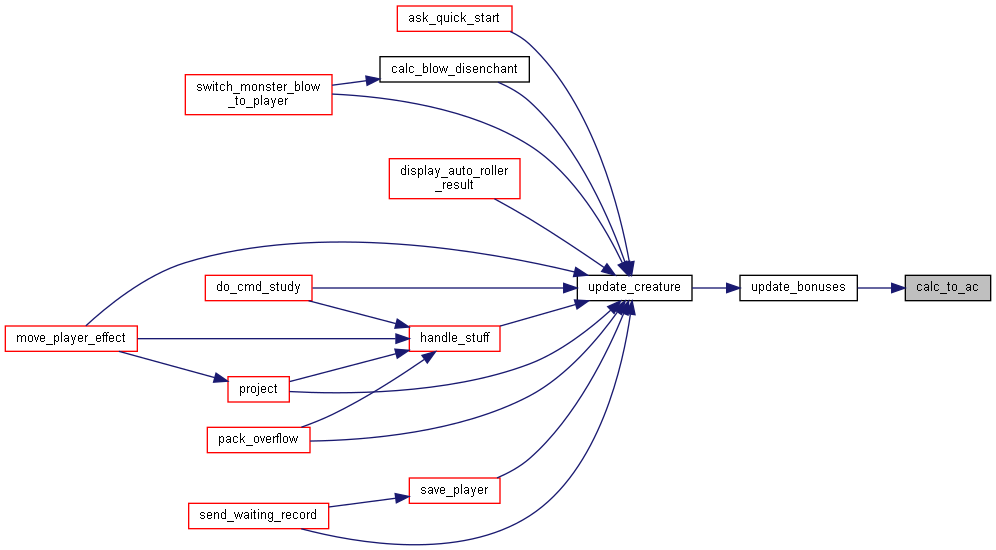 ask_quick_start
calc_blow_disenchant
switch_monster_blow
_to_player
display_auto_roller
_result
do_cmd_study
update_creature
update_bonuses
calc_to_ac
move_player_effect
handle_stuff
project
pack_overflow
save_player
send_waiting_record